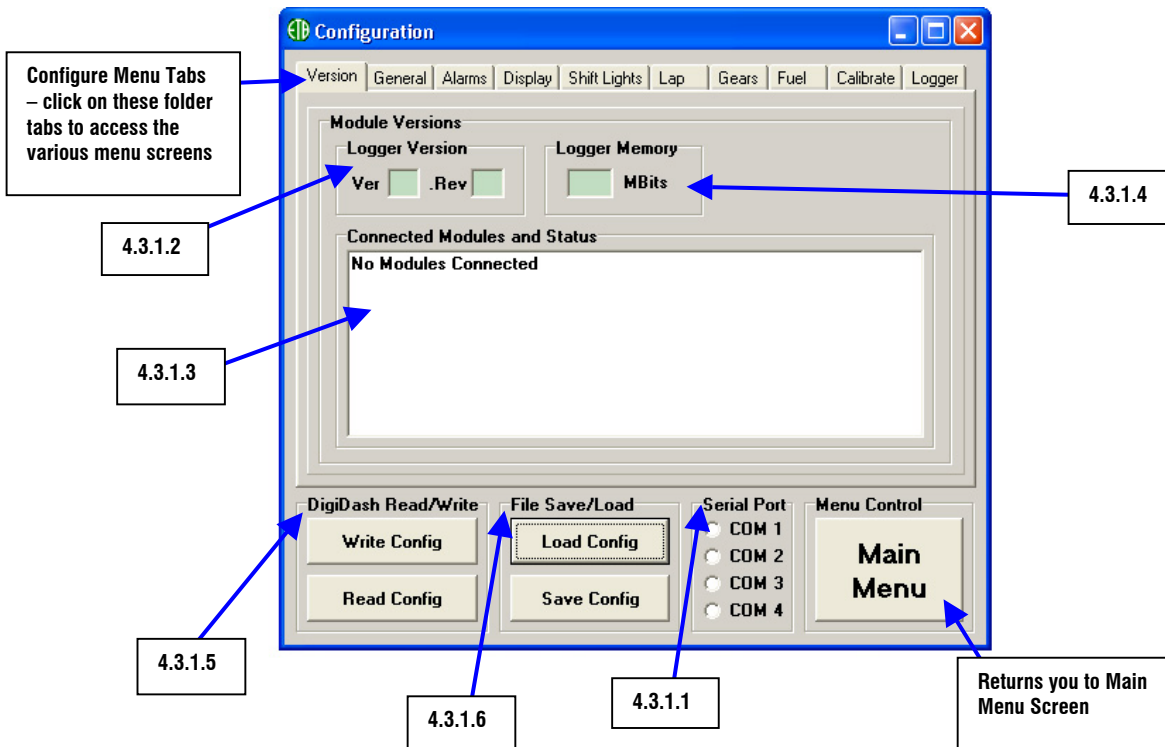 ETB Configuration
Configure Menu Tabs
– click on these folder
tabs to access the
various menu screens
Version General Alarms Display Shift Lights Lap Gears Fuel Calibrate Logger
Module Versions
Logger Version
Logger Memory
Ver .Rev
MBits
4.3.1.4
4.3.1.2
Connected Modules and Status
No Modules Connected
4.3.1.3
DigiDash Read/Write
Write Config
Read Config
File Save/Load
Load Config
Save Config
Serial Port
COM 1
COM 2
COM 3
COM 4
Menu Control
Main
Menu
4.3.1.5
4.3.1.6
4.3.1.1
Returns you to Main
Menu Screen